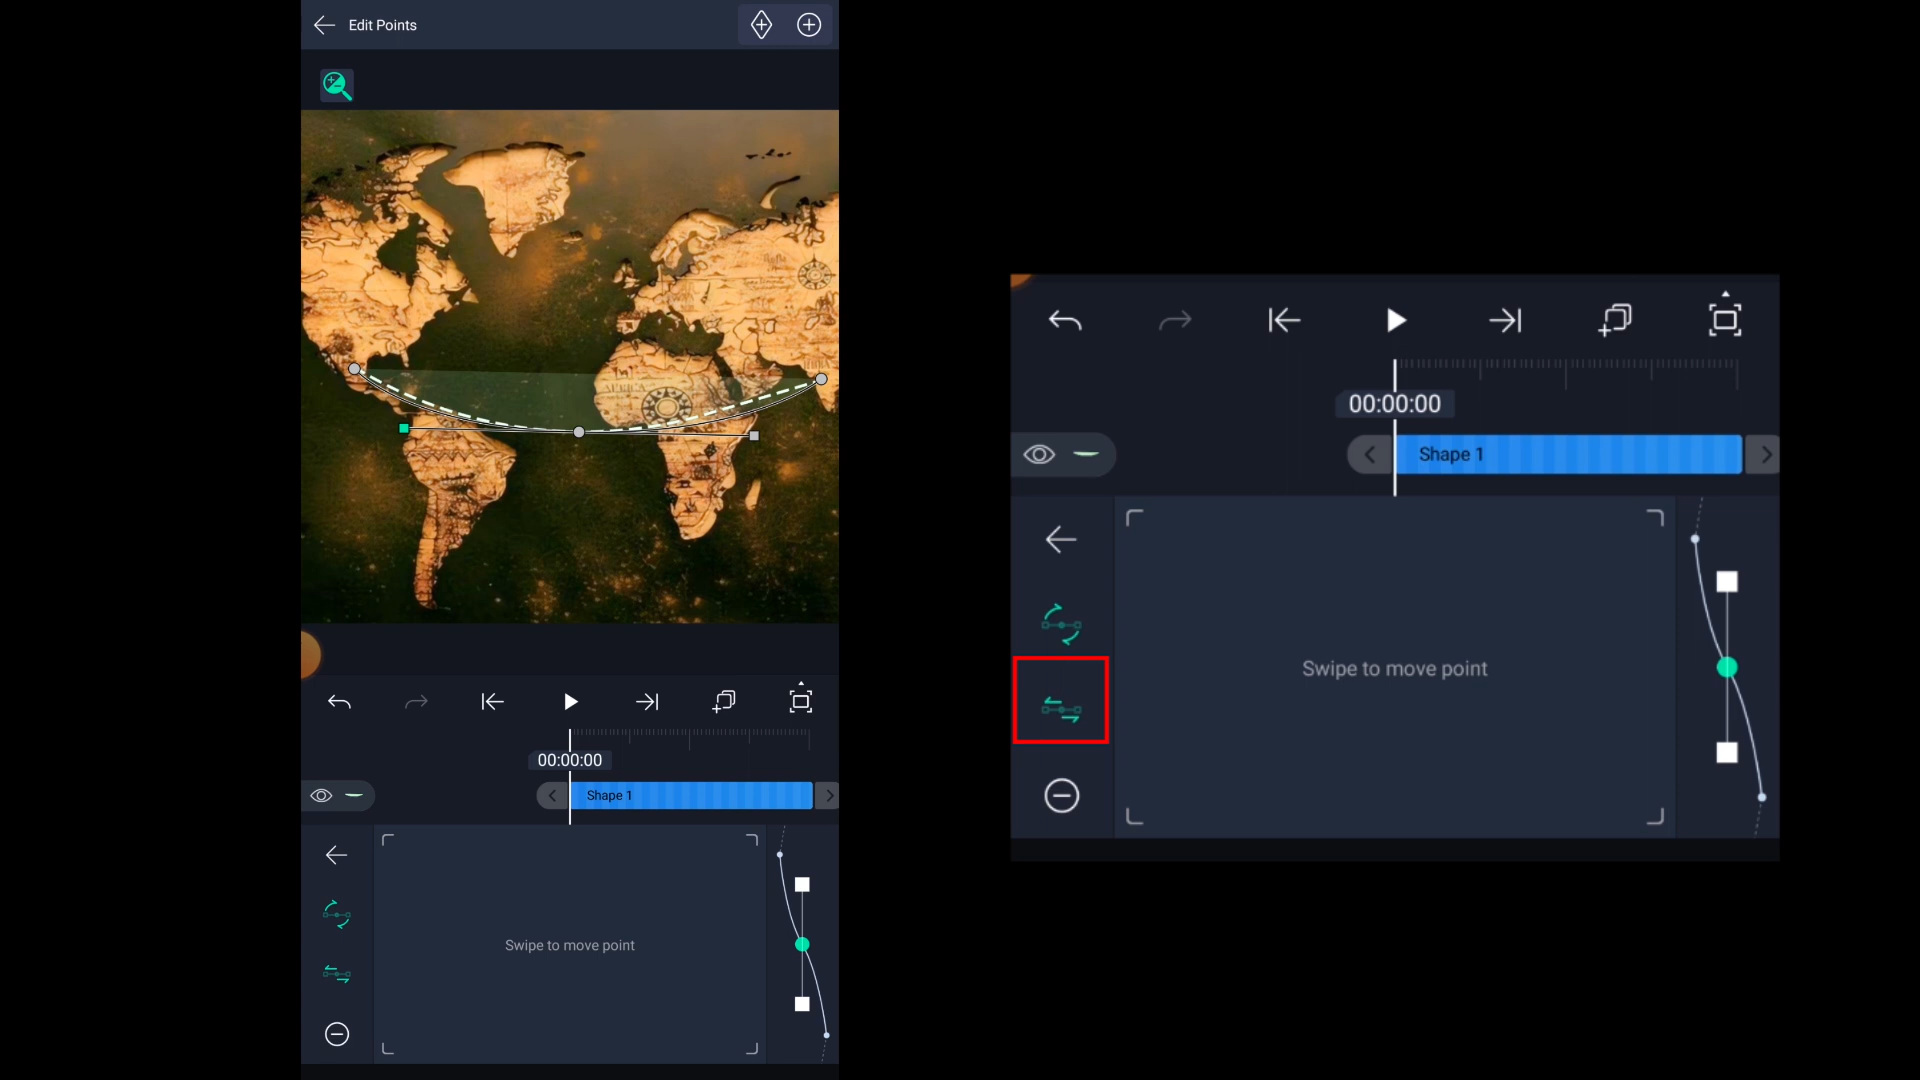 Edit Points
AFRICA
00:00:00
Shape 1
Swipe to move point
00:00:00
Shape 1
Swipe to move point